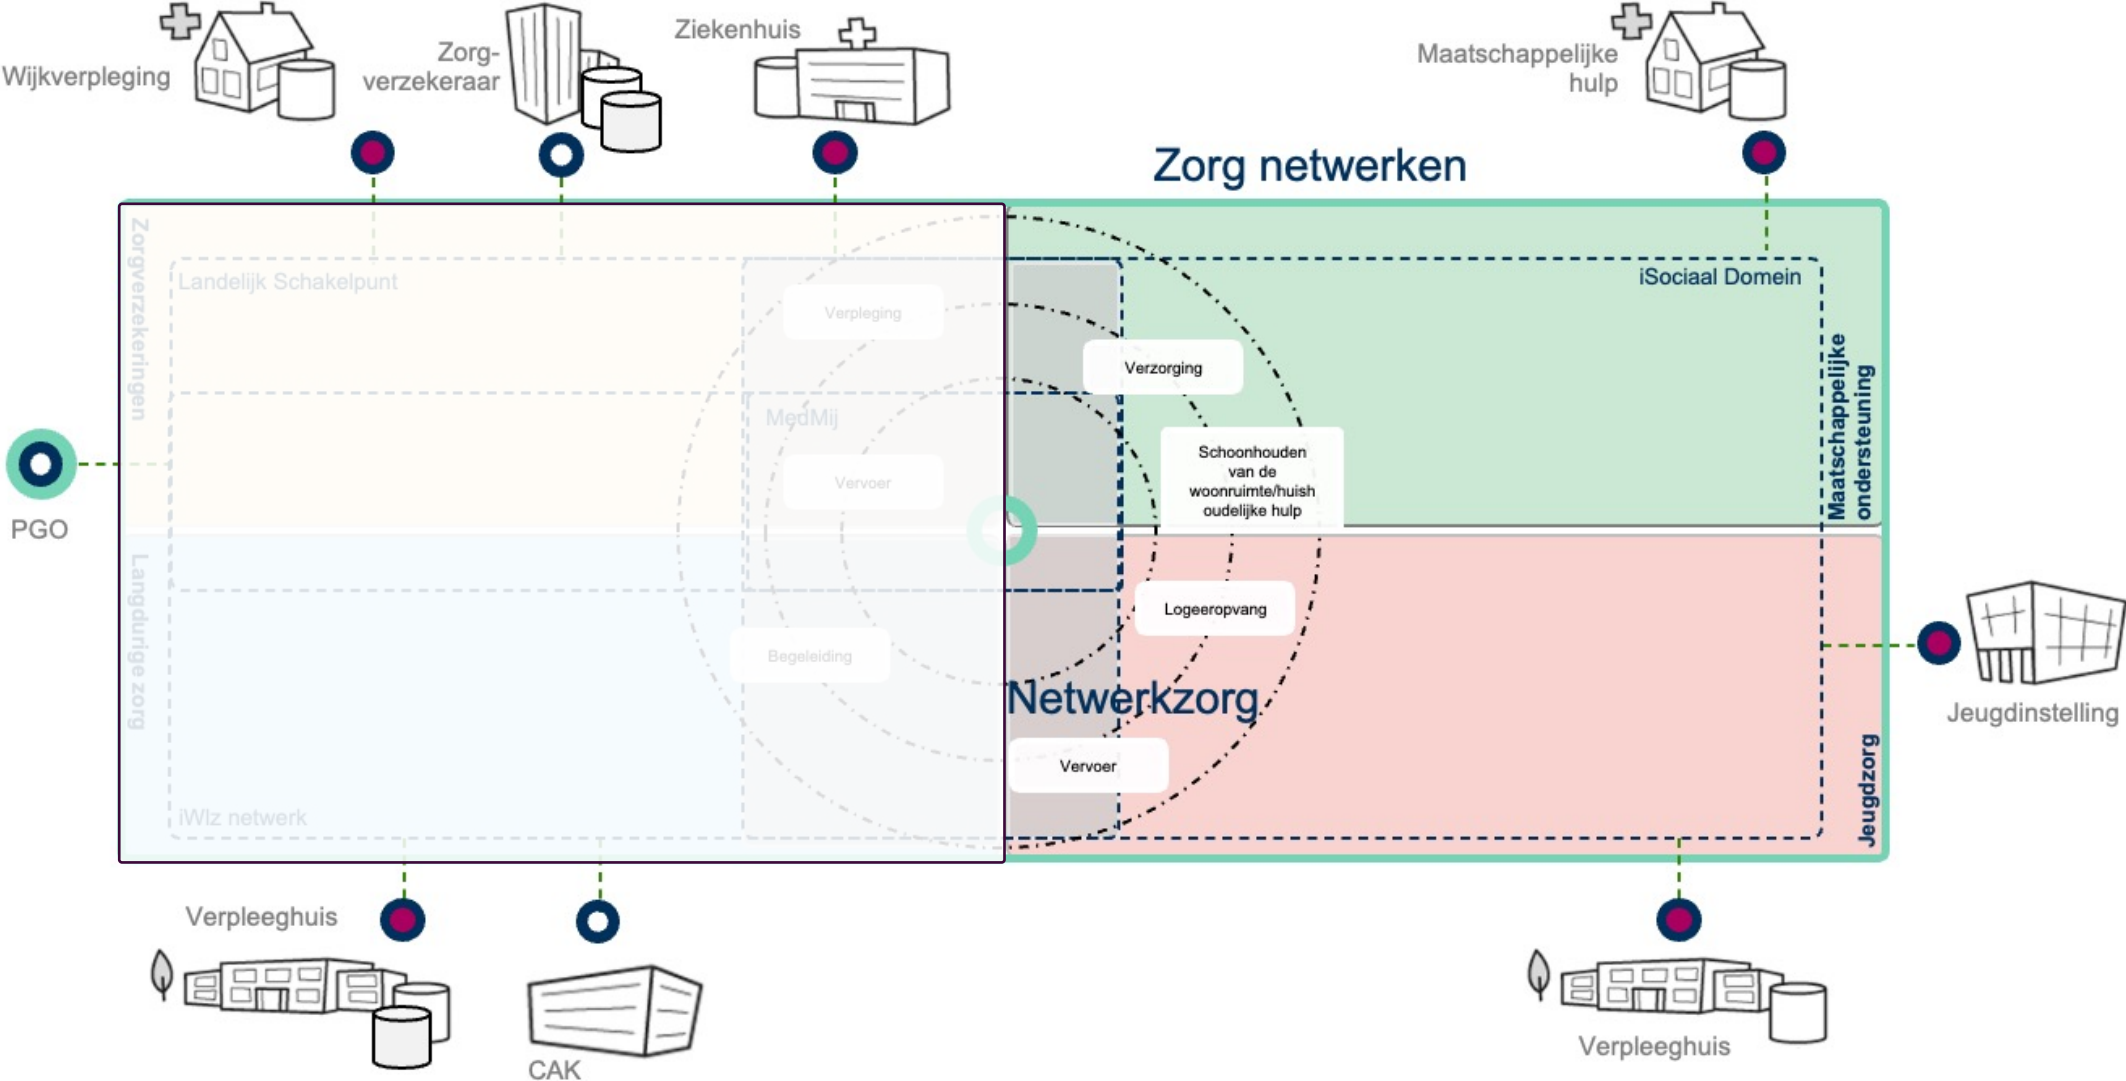 Wijkverpleging
Zorg-
verzekeraar
Ziekenhuis
Maatschappelijke
hulp
Zorg netwerken
Zorgverzekeringen
Landelijk Schakelpunt
iSociaal Domein
Verpleging
Verzorging
Maatschappelijke
ondersteuning
MedMij
Vervoer
Schoonhouden
van de
woonruimte/huish
oudelijke hulp
PGO
Langdurige zorg
Logeeropvang
Begeleiding
Netwerkzorg
Jeugdinstelling
Vervoer
Jeugdzorg
iWlz netwerk
Verpleeghuis
CAK
Verpleeghuis